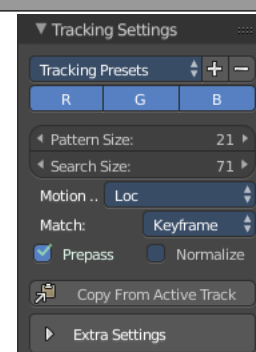 Tracking Settings
Tracking Presets
R G B
Pattern Size: 21
Search Size: 71
Motion .. Loc
Match: Keyframe
Prepass Normalize
Copy From Active Track
Extra Settings